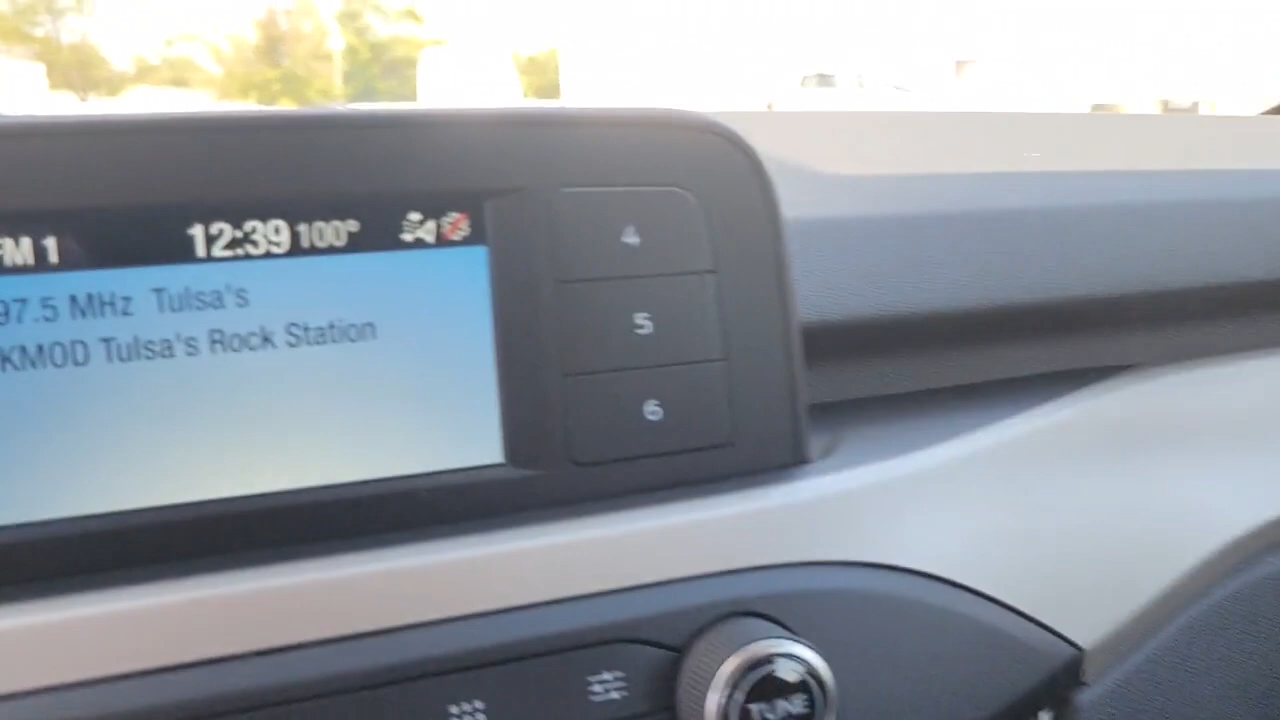 FM 1 12:39 100°
97.5 MHz Tulsa's
KMOD Tulsa's Rock Station
4
5
6
TUNE